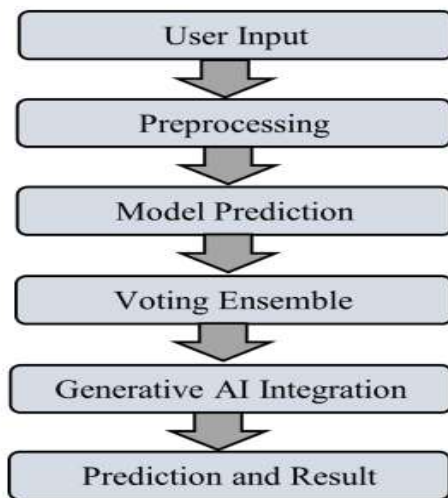 User Input
Preprocessing
Model Prediction
Voting Ensemble
Generative AI Integration
Prediction and Result